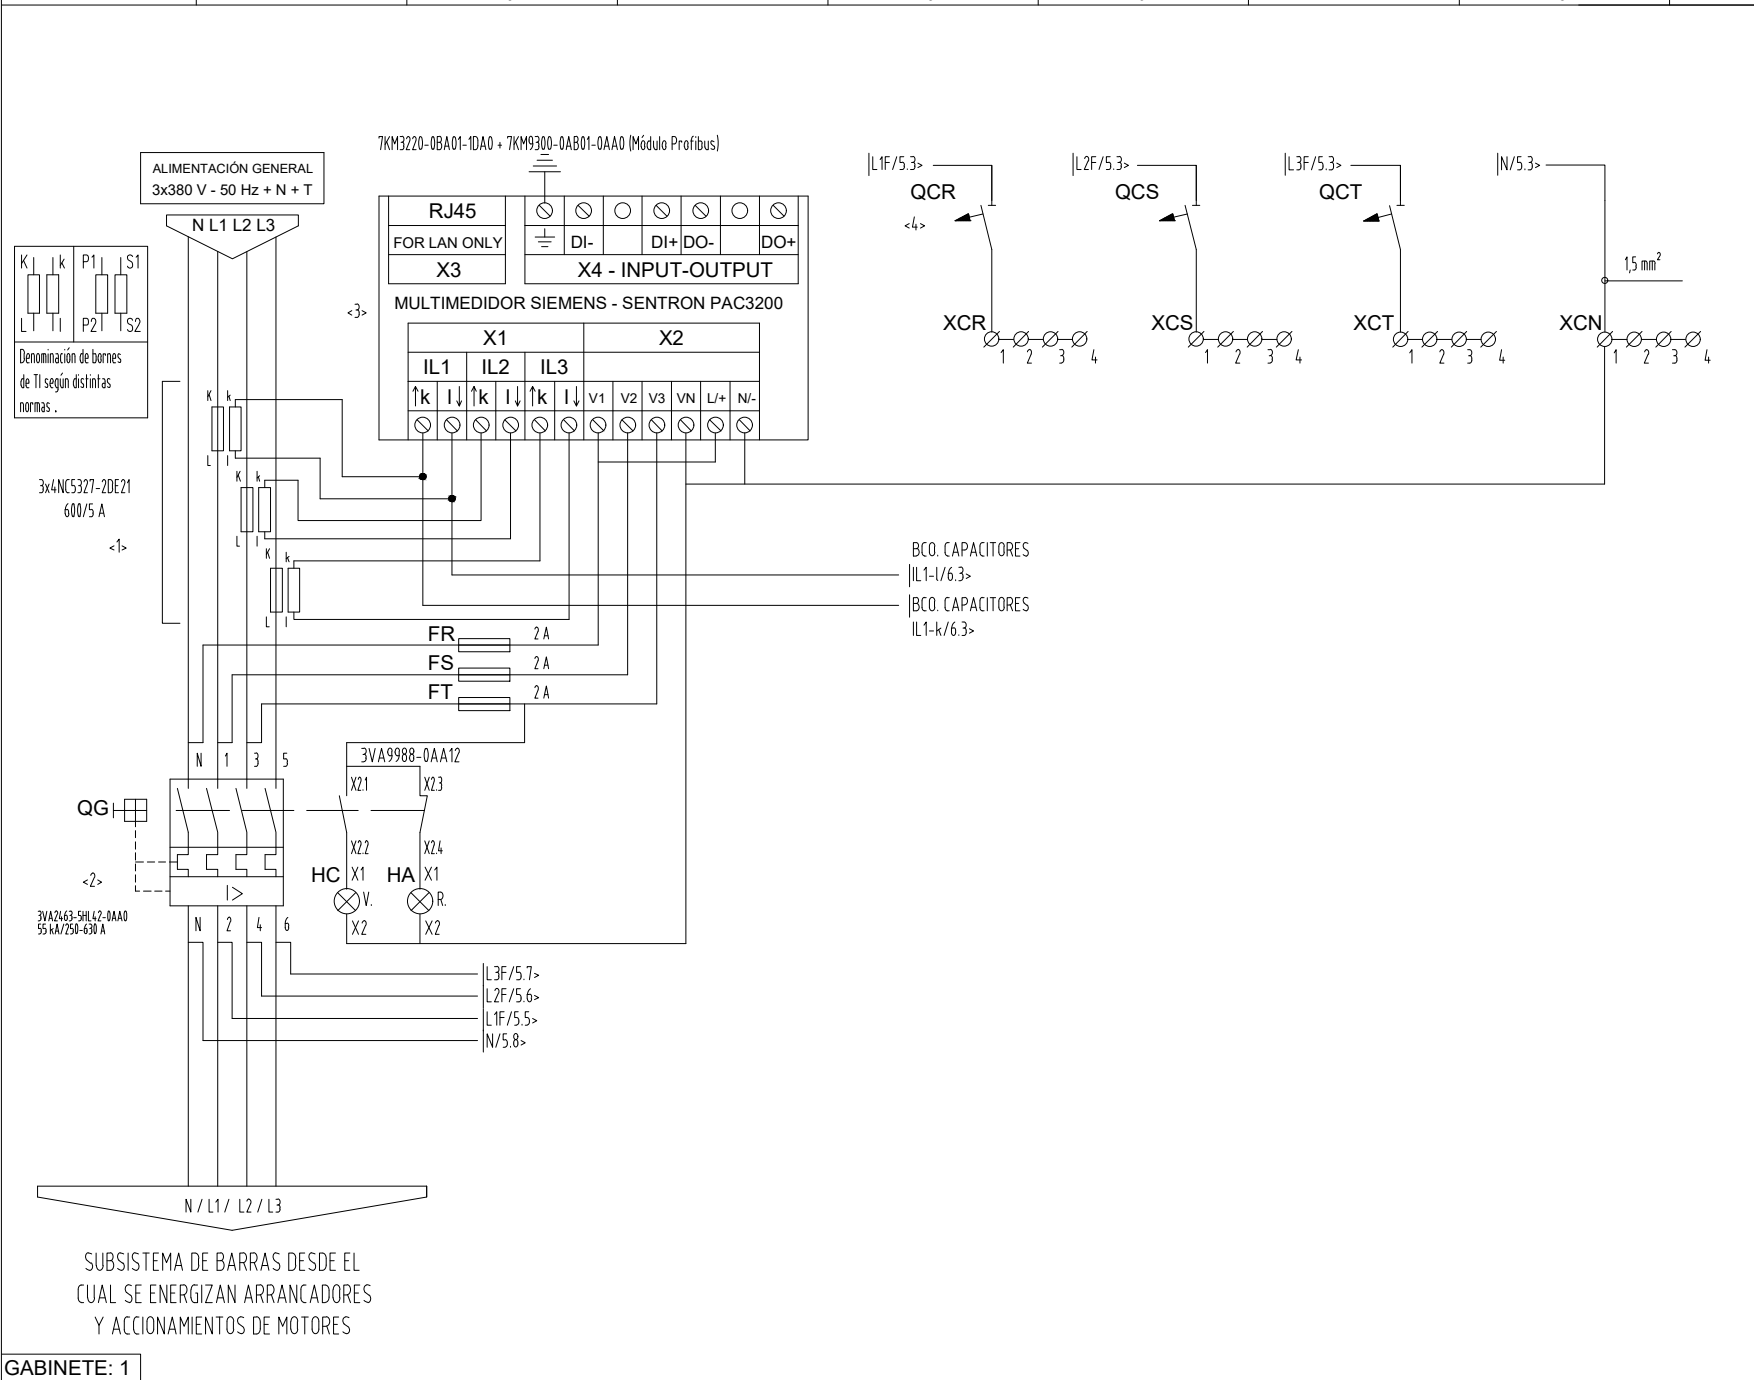 7KM3220-0BA01-1DA0 + 7KM9300-0AB01-0AA0 (Módulo Profibus)
ALIMENTACIÓN GENERAL
3x380 V - 50 Hz + N + T
N L1 L2 L3
K k P1 S1
L l P2 S2
Denominación de bornes
de TI según distintas
normas .
RJ45
FOR LAN ONLY
X3
DI- DI+ DO- DO+
X4 - INPUT-OUTPUT
MULTIMEDIDOR SIEMENS - SENTRON PAC3200
<3>
X1 X2
IL1 IL2 IL3
↑k l↓ ↑k l↓ ↑k l↓ V1 V2 V3 VN L/+ N/-
|L1F/5.3>
QCR
<4>
XCR
1 2 3 4
|L2F/5.3>
QCS
XCS
1 2 3 4
|L3F/5.3>
QCT
XCT
1 2 3 4
|N/5.3>
1,5 mm²
XCN
1 2 3 4
K k
L l
K k
L l
K k
L l
3x4NC5327-2DE21
600/5 A
<1>
BCO. CAPACITORES
|IL1-l/6.3>
|BCO. CAPACITORES
IL1-k/6.3>
FR 2 A
FS 2 A
FT 2 A
N 1 3 5
3VA9988-0AA12
X2.1 X2.3
QG
I>
X2.2 X2.4
HC X1 HA X1
V. R.
X2 X2
<2>
3VA2463-5HL42-0AA0
55 kA/250-630 A
N 2 4 6
|L3F/5.7>
|L2F/5.6>
|L1F/5.5>
|N/5.8>
N / L1 / L2 / L3
SUBSISTEMA DE BARRAS DESDE EL
CUAL SE ENERGIZAN ARRANCADORES
Y ACCIONAMIENTOS DE MOTORES
GABINETE: 1